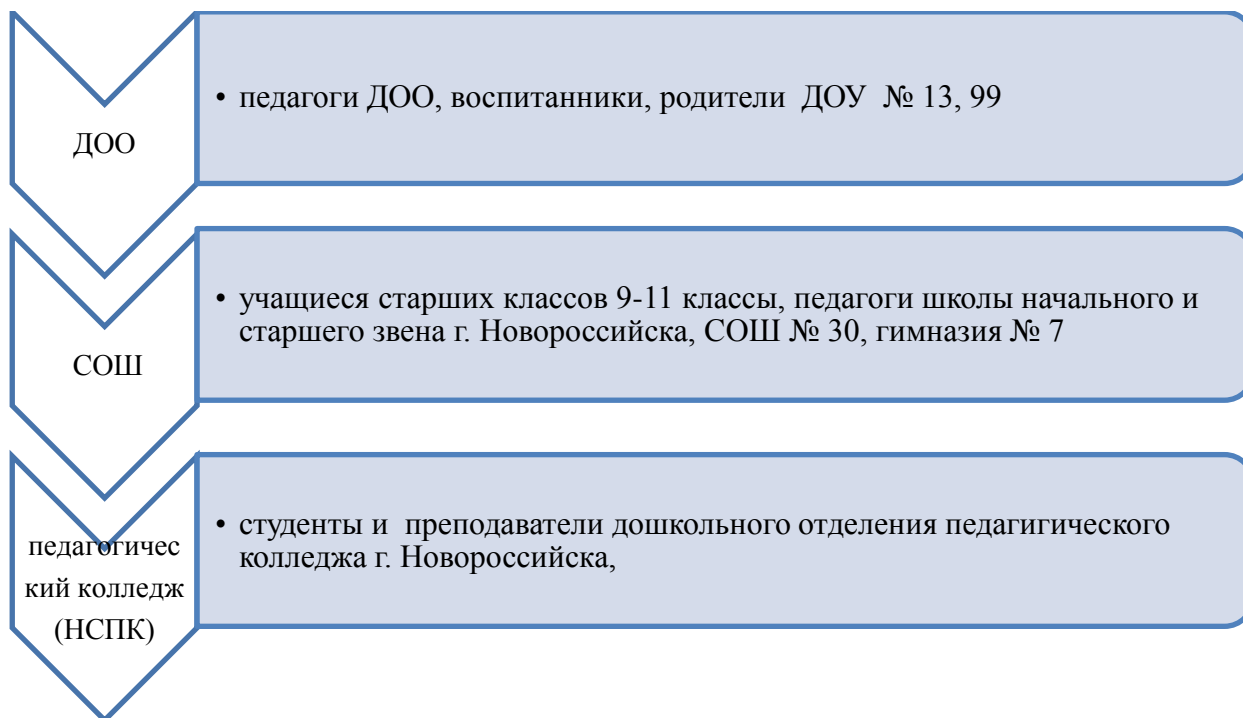 ДОО
• педагоги ДОО, воспитанники, родители ДОУ № 13, 99
СОШ
• учащиеся старших классов 9-11 классы, педагоги школы начального и
старшего звена г. Новороссийска, СОШ № 30, гимназия № 7
педагогичес
кий колледж
(НСПК)
• студенты и преподаватели дошкольного отделения педагигического
колледжа г. Новороссийска,